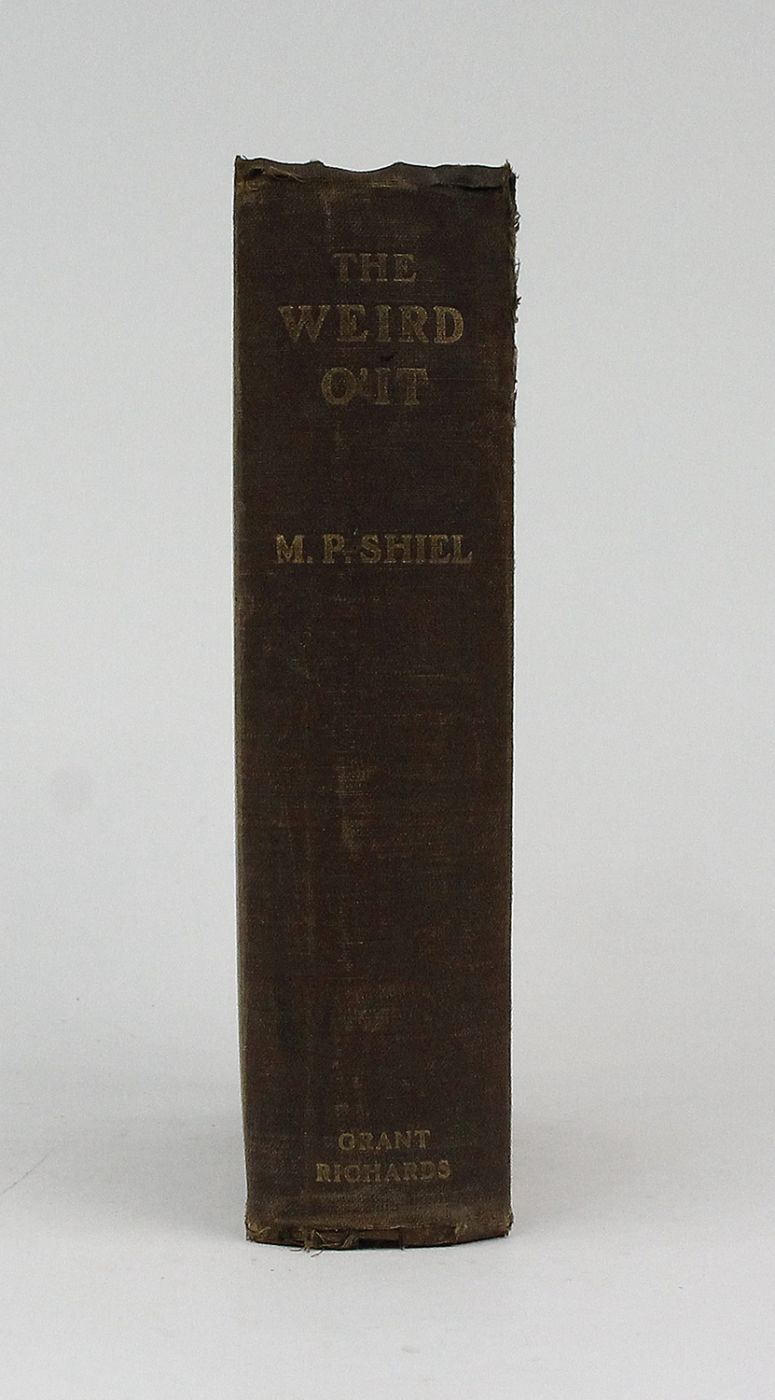 THE
WEIRD
O'IT
M. P. SHIEL
GRANT
RICHARDS